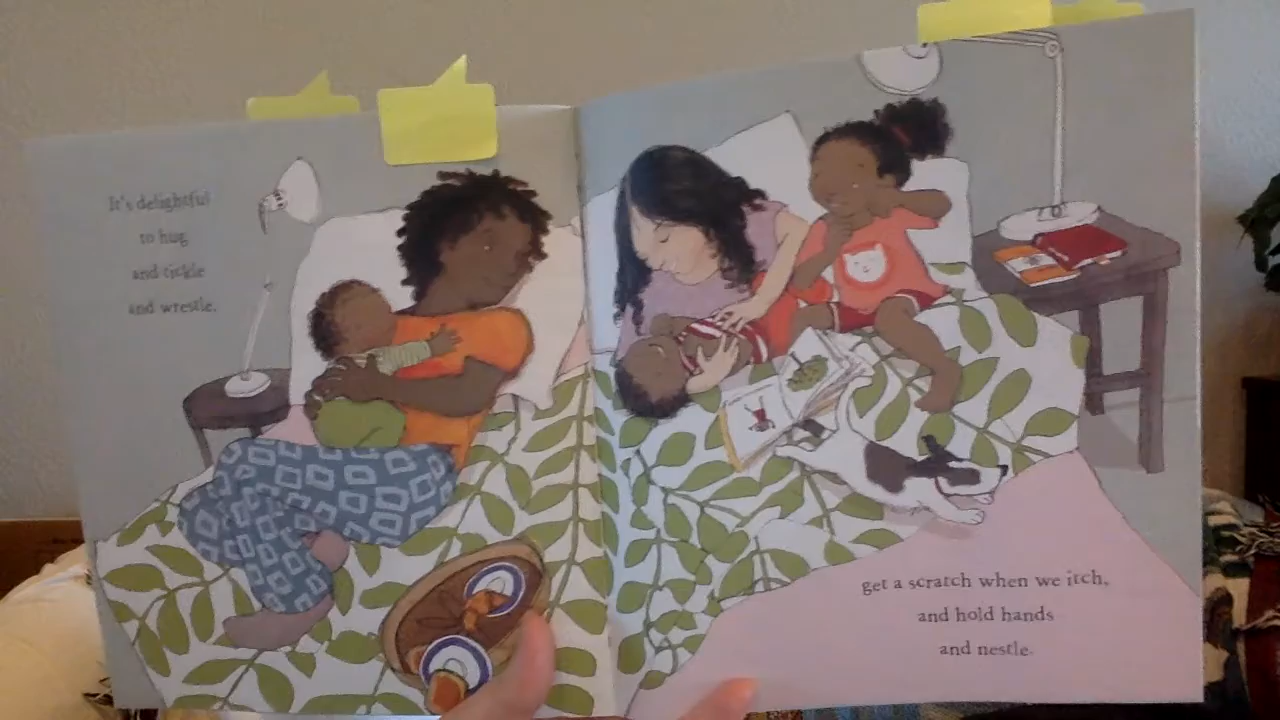 It's delightful
to hug
and tickle
and wrestle,
get a scratch when we itch,
and hold hands
and nestle.